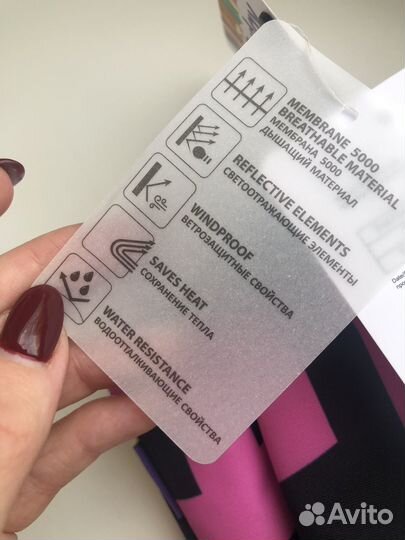 MEMBRANE 5000
BREATHABLE MATERIAL
МЕМБРАНА 5000
ДЫШАЩИЙ МАТЕРИАЛ
REFLECTIVE ELEMENTS
СВЕТООТРАЖАЮЩИЕ ЭЛЕМЕНТЫ
WINDPROOF
ВЕТРОЗАЩИТНЫЕ СВОЙСТВА
SAVES HEAT
СОХРАНЕНИЕ ТЕПЛА
WATER RESISTANCE
ВОДООТАЛКИВАЮЩИЕ СВОЙСТВА
Avito